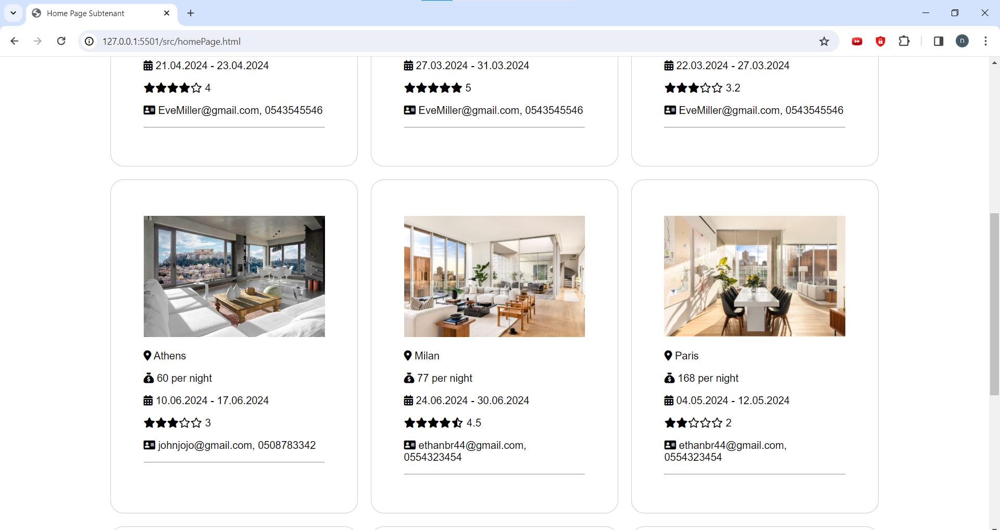 Home Page Subtenant
127.0.0.1:5501/src/homePage.html
n
21.04.2024 - 23.04.2024
4
EveMiller@gmail.com, 0543545546
27.03.2024 - 31.03.2024
5
EveMiller@gmail.com, 0543545546
22.03.2024 - 27.03.2024
3.2
EveMiller@gmail.com, 0543545546
Athens
60 per night
10.06.2024 - 17.06.2024
3
johnjojo@gmail.com, 0508783342
Milan
77 per night
24.06.2024 - 30.06.2024
4.5
ethanbr44@gmail.com,
0554323454
Paris
168 per night
04.05.2024 - 12.05.2024
2
ethanbr44@gmail.com,
0554323454